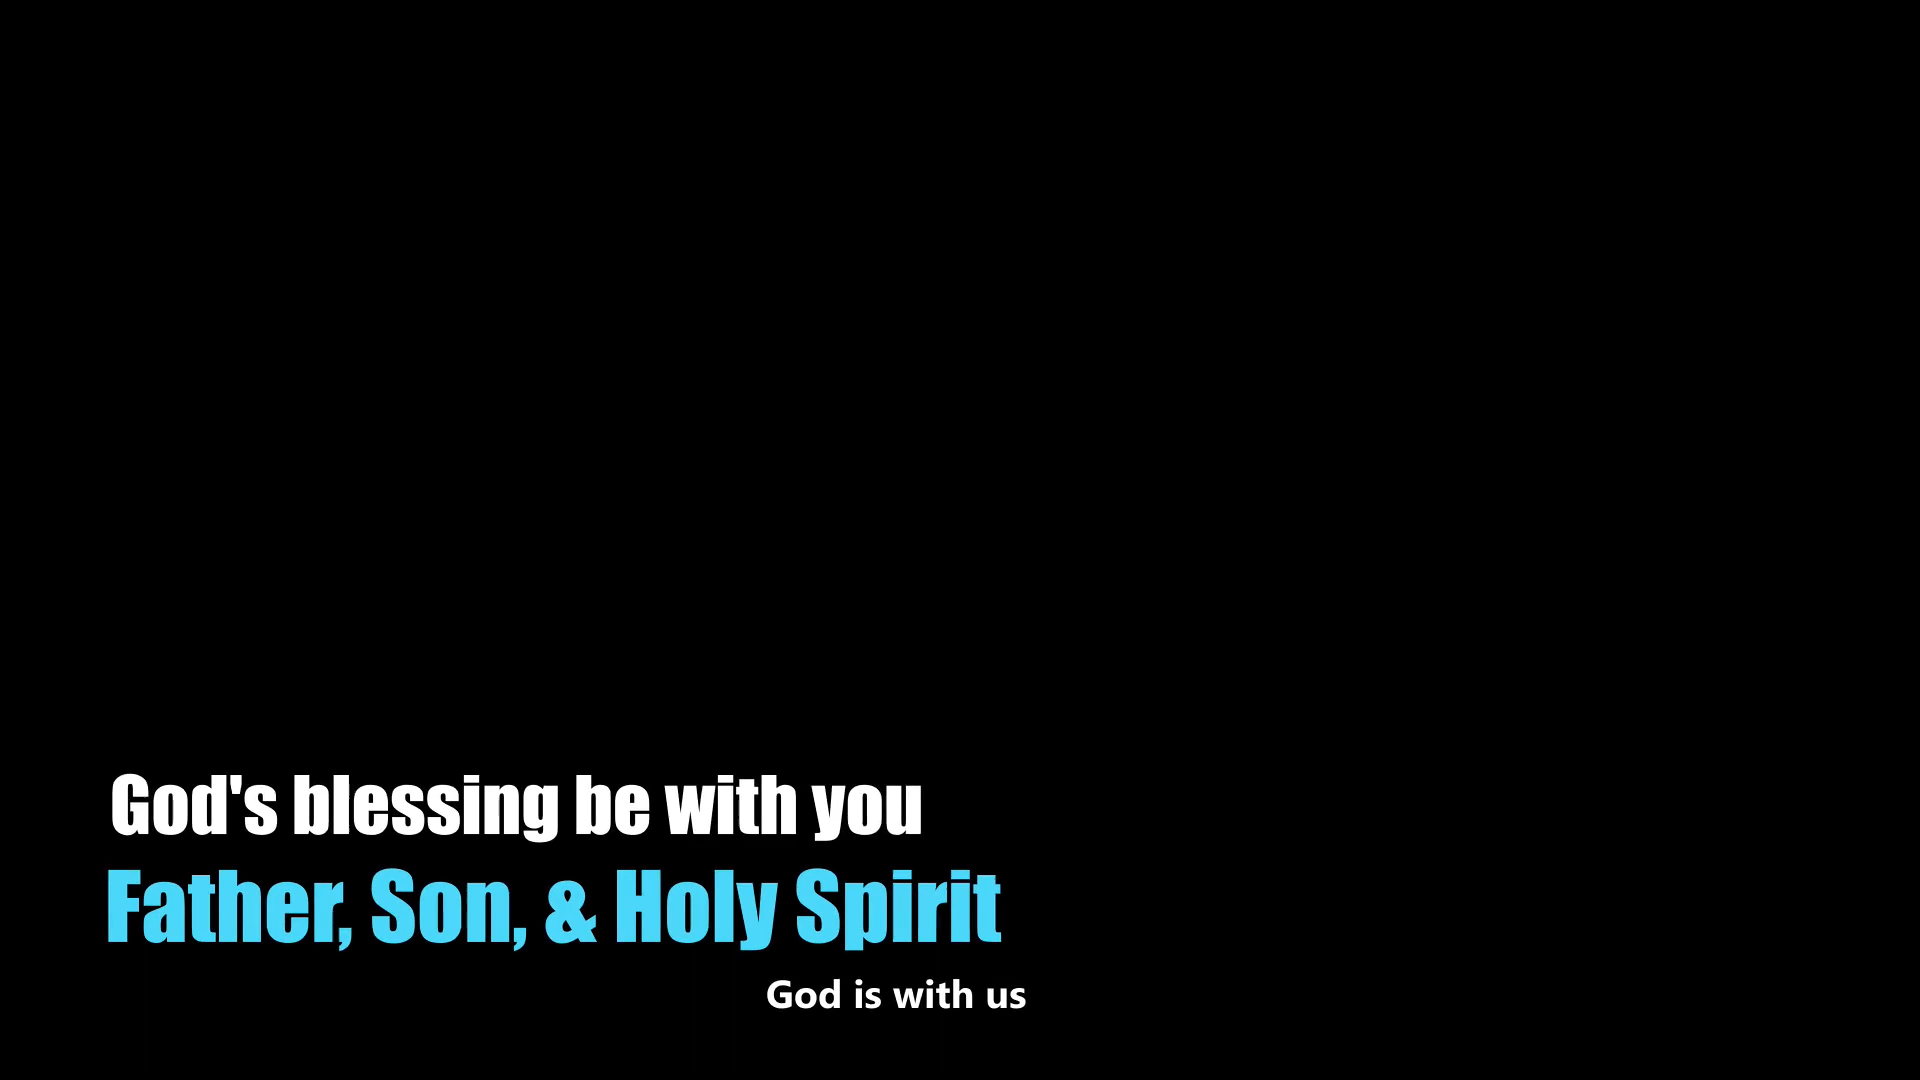 God's blessing be with you
Father, Son, & Holy Spirit
God is with us